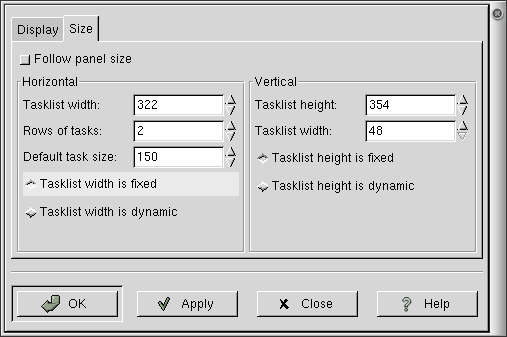 Display Size
Follow panel size
Horizontal
Tasklist width: 322
Rows of tasks: 2
Default task size: 150
Tasklist width is fixed
Tasklist width is dynamic
Vertical
Tasklist height: 354
Tasklist width: 48
Tasklist height is fixed
Tasklist height is dynamic
OK Apply Close Help